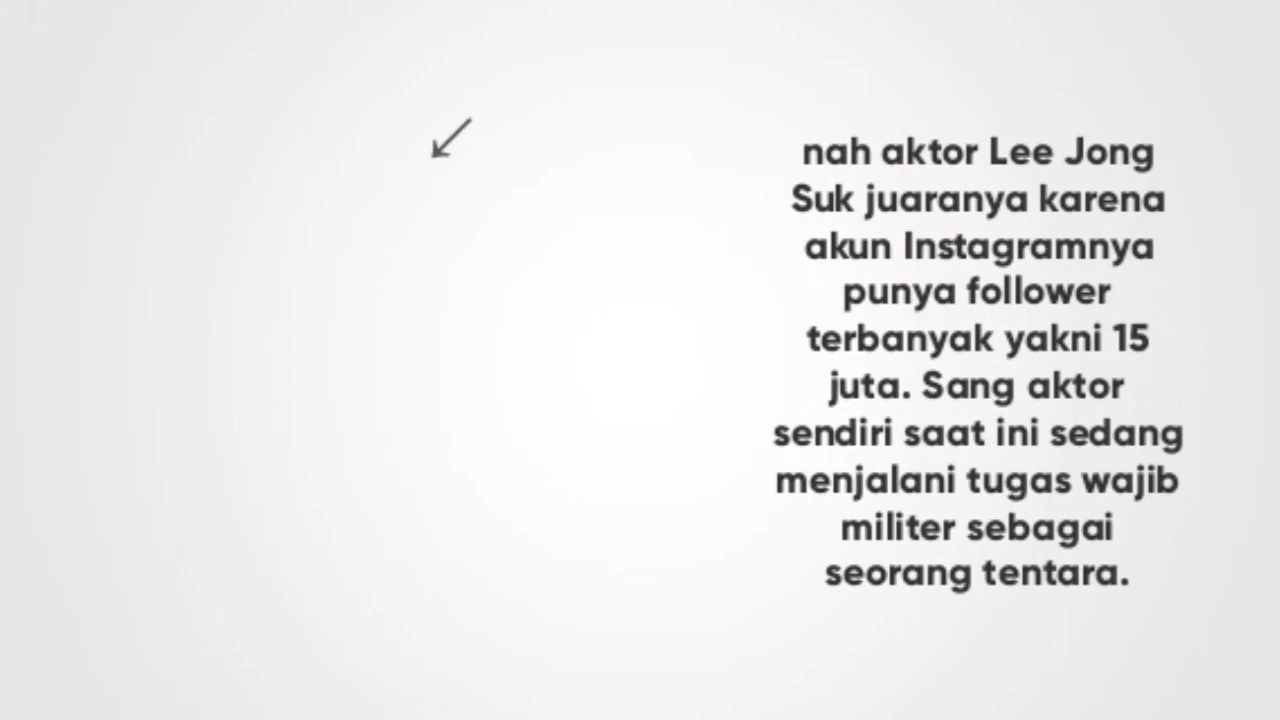 nah aktor Lee Jong
Suk juaranya karena
akun Instagramnya
punya follower
terbanyak yakni 15
juta. Sang aktor
sendiri saat ini sedang
menjalani tugas wajib
militer sebagai
seorang tentara.